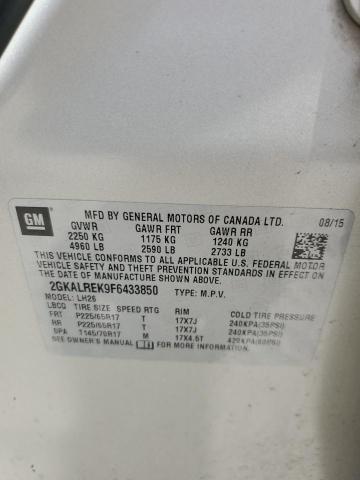 GM
MFD BY GENERAL MOTORS OF CANADA LTD. 08/15
GVWR GAWR FRT GAWR RR
2250 KG 1175 KG 1240 KG
4960 LB 2590 LB 2733 LB
THIS VEHICLE CONFORMS TO ALL APPLICABLE U.S. FEDERAL MOTOR
VEHICLE SAFETY STANDARDS IN EFFECT ON THE DATE OF
MANUFACTURE SHOWN ABOVE.
2GKALREK9F6433850 TYPE: M.P.V.
MODEL: LH26
LBCQ TIRE SIZE SPEED RTG RIM COLD TIRE PRESSURE
FRT P225/65R17 T 17X7J 240KPA(35PSI)
RR P225/65R17 T 17X7J 240KPA(35PSI)
SPA T145/70R17 M 17X4.5T 420KPA(60PSI)
SEE OWNER'S MANUAL FOR MORE INFORMATION.